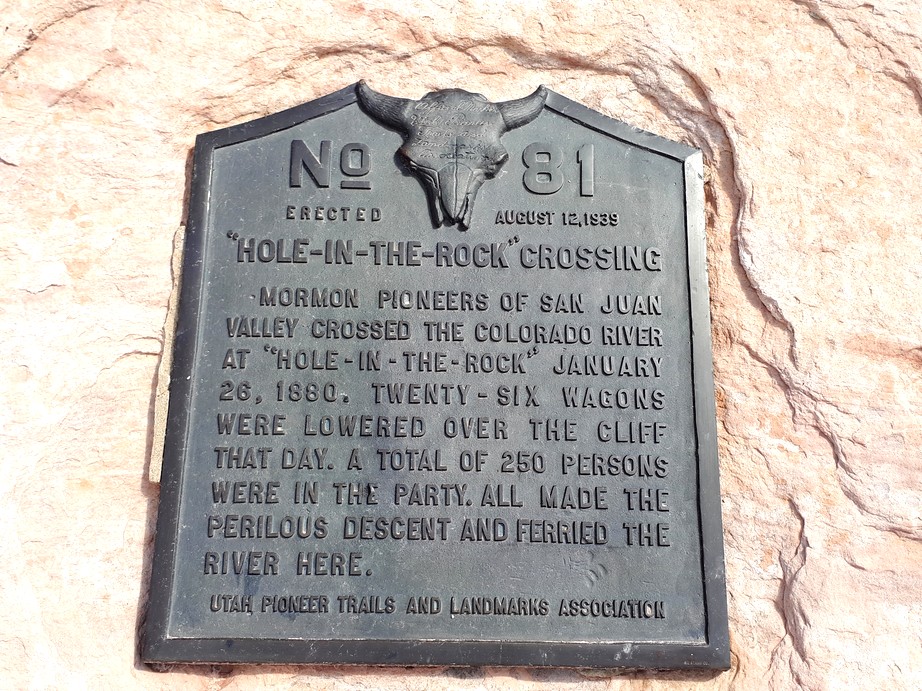 No 81
ERECTED AUGUST 12, 1939
"HOLE-IN-THE-ROCK" CROSSING
MORMON PIONEERS OF SAN JUAN
VALLEY CROSSED THE COLORADO RIVER
AT "HOLE-IN-THE-ROCK" JANUARY
26, 1880. TWENTY-SIX WAGONS
WERE LOWERED OVER THE CLIFF
THAT DAY. A TOTAL OF 250 PERSONS
WERE IN THE PARTY. ALL MADE THE
PERILOUS DESCENT AND FERRIED THE
RIVER HERE.
UTAH PIONEER TRAILS AND LANDMARKS ASSOCIATION